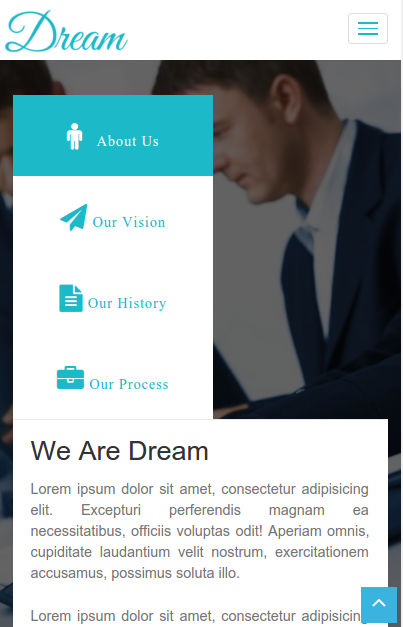 Dream
About Us
Our Vision
Our History
Our Process
We Are Dream
Lorem ipsum dolor sit amet, consectetur adipisicing
elit. Excepturi perferendis magnam ea
necessitatibus, officiis voluptas odit! Aperiam omnis,
cupiditate laudantium velit nostrum, exercitationem
accusamus, possimus soluta illo.
Lorem ipsum dolor sit amet, consectetur adipisicing